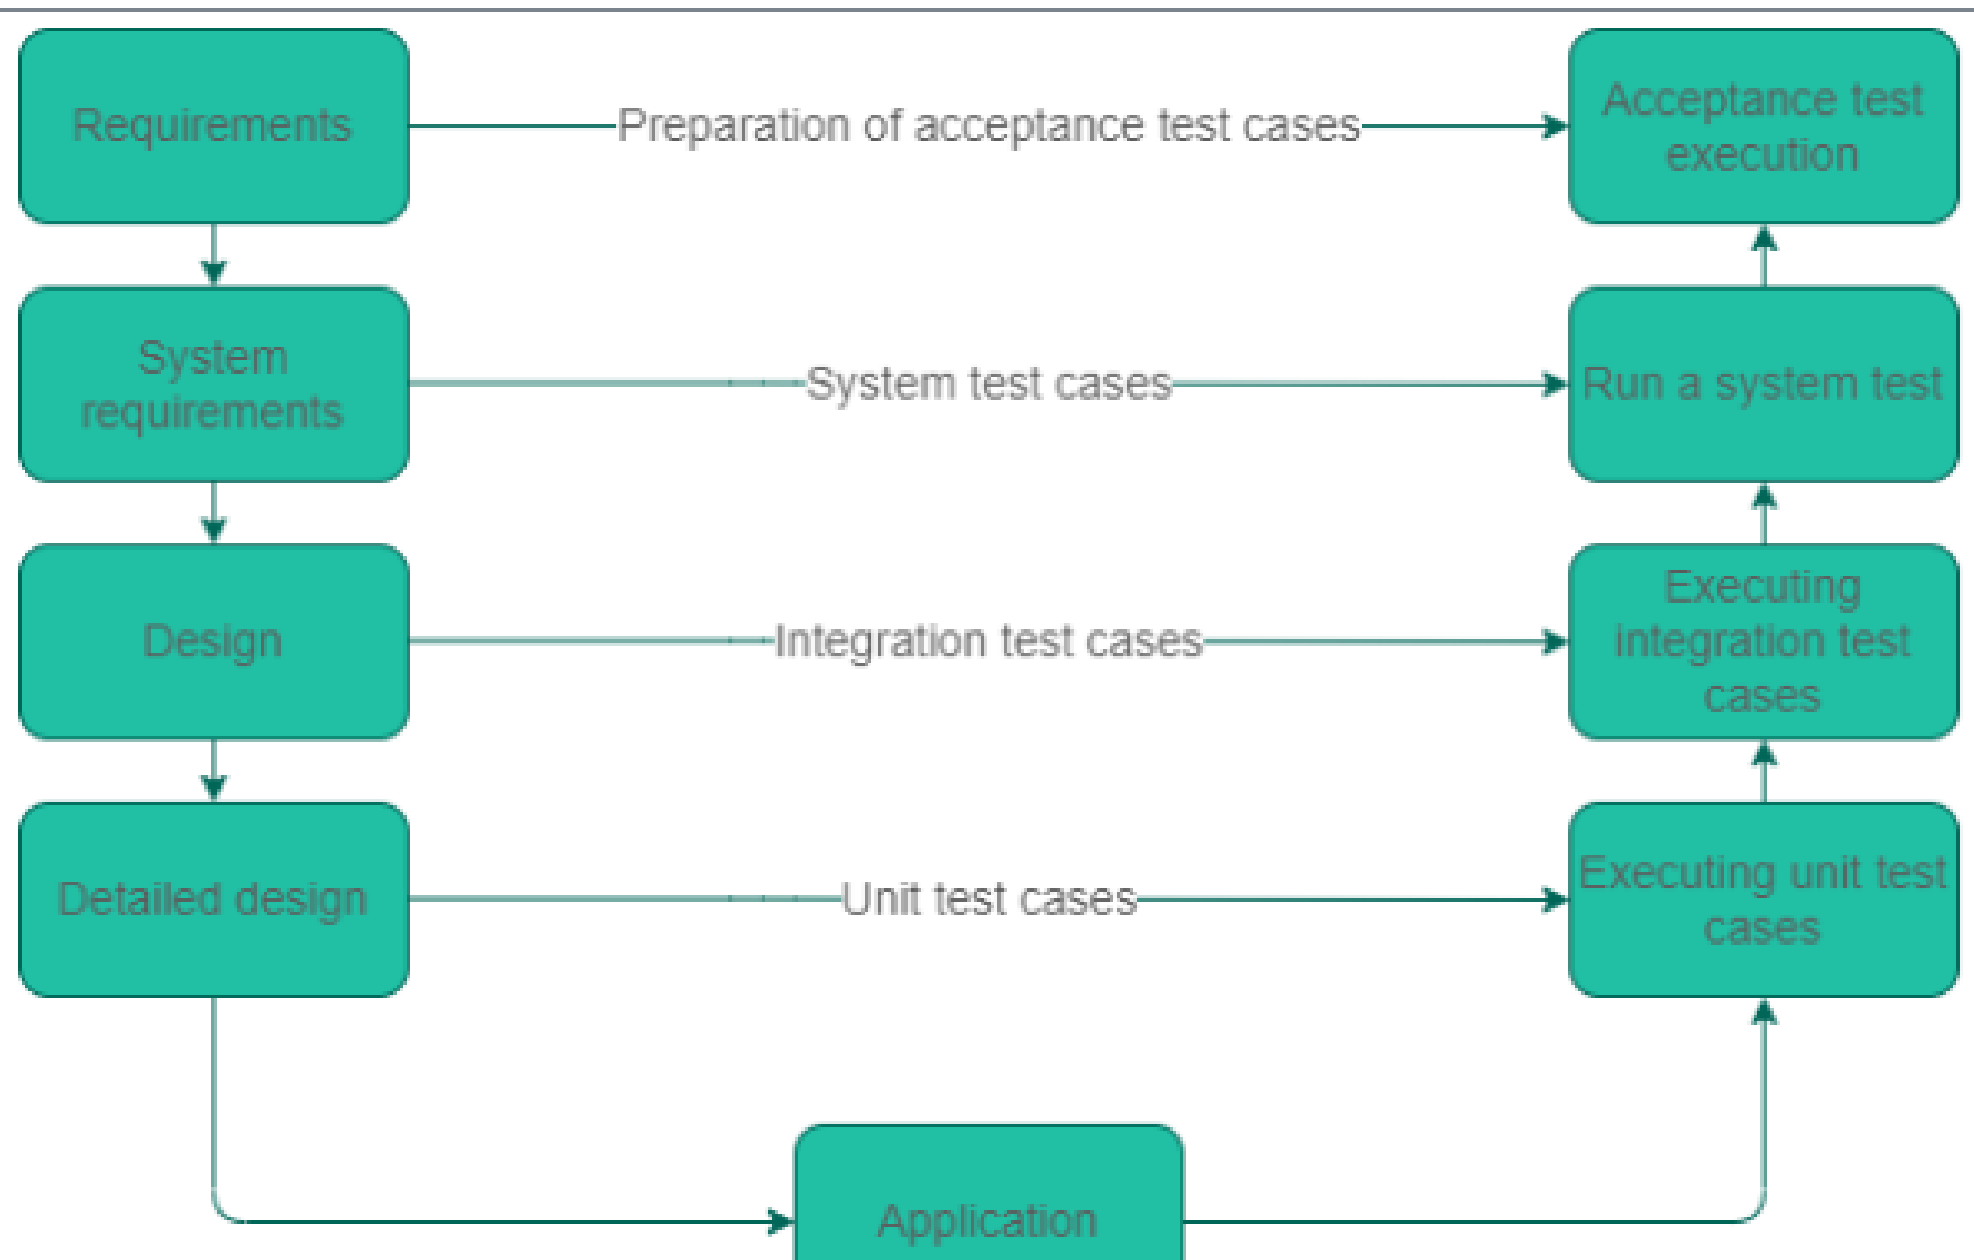 Requirements
Preparation of acceptance test cases
Acceptance test
execution
System
requirements
System test cases
Run a system test
Design
Integration test cases
Executing
integration test
cases
Detailed design
Unit test cases
Executing unit test
cases
Application